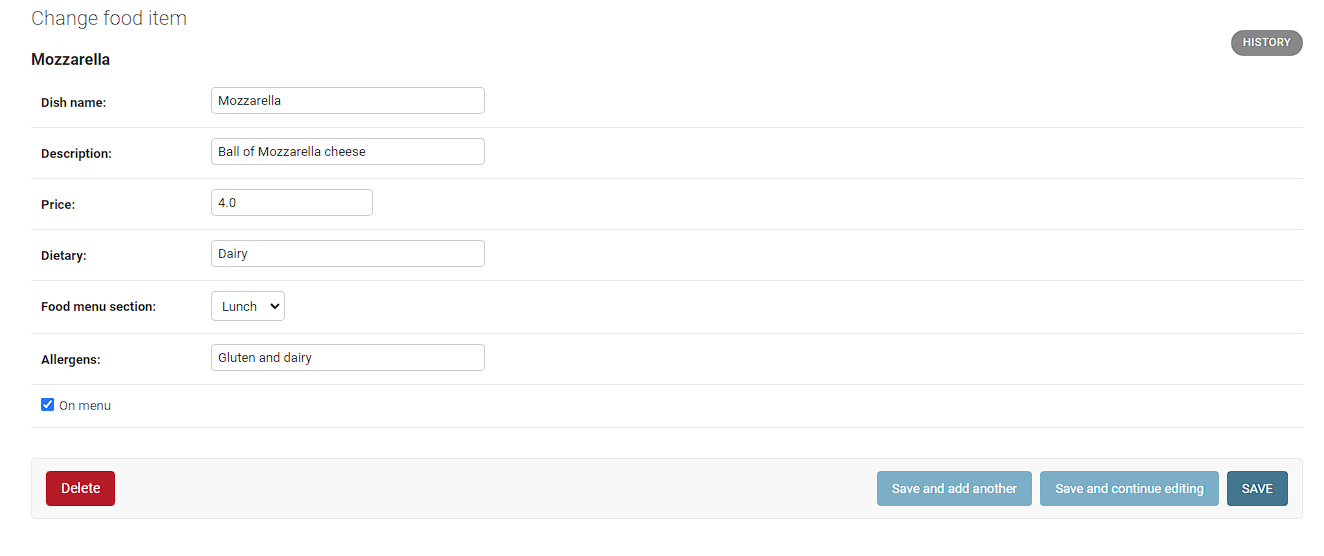 Change food item
HISTORY
Mozzarella
Dish name: Mozzarella
Description: Ball of Mozzarella cheese
Price: 4.0
Dietary: Dairy
Food menu section: Lunch
Allergens: Gluten and dairy
On menu
Delete Save and add another Save and continue editing SAVE